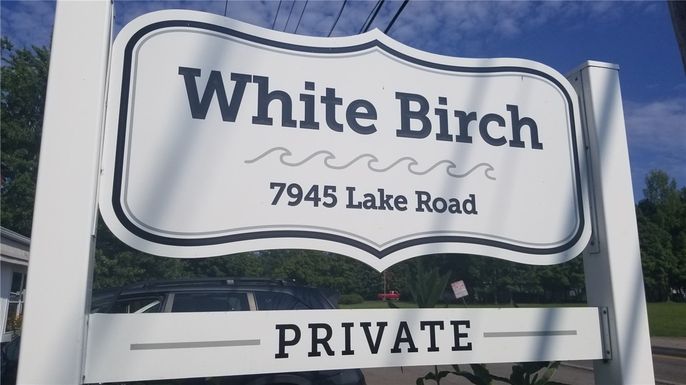 White Birch
7945 Lake Road
PRIVATE